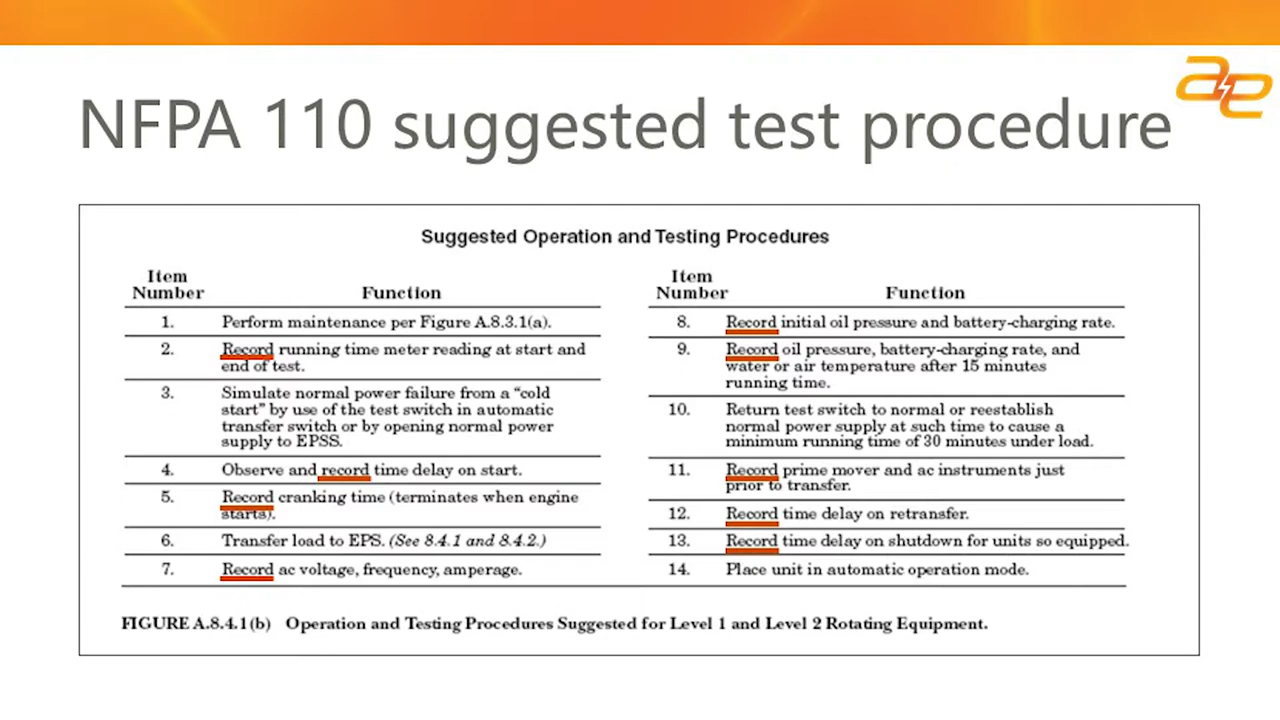 NFPA 110 suggested test procedure
ae
Suggested Operation and Testing Procedures
Item
Number
Function
1. Perform maintenance per Figure A.8.3.1(a).
2. Record running time meter reading at start and
end of test.
3. Simulate normal power failure from a “cold
start” by use of the test switch in automatic
transfer switch or by opening normal power
supply to EPSS.
4. Observe and record time delay on start.
5. Record cranking time (terminates when engine
starts).
6. Transfer load to EPS. (See 8.4.1 and 8.4.2.)
7. Record ac voltage, frequency, amperage.
Item
Number
Function
8. Record initial oil pressure and battery-charging rate.
9. Record oil pressure, battery-charging rate, and
water or air temperature after 15 minutes
running time.
10. Return test switch to normal or reestablish
normal power supply at such time to cause a
minimum running time of 30 minutes under load.
11. Record prime mover and ac instruments just
prior to transfer.
12. Record time delay on retransfer.
13. Record time delay on shutdown for units so equipped.
14. Place unit in automatic operation mode.
FIGURE A.8.4.1(b) Operation and Testing Procedures Suggested for Level 1 and Level 2 Rotating Equipment.